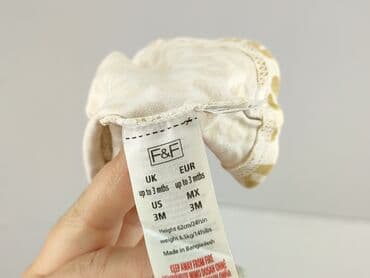 F&F
UK EUR
up to 3 mths up to 3 mths
US MX
3M 3M
Height 62cm/24½in
Weight 6.5kg/14½lbs
Made in Bangladesh
KEEP AWAY FROM FIRE